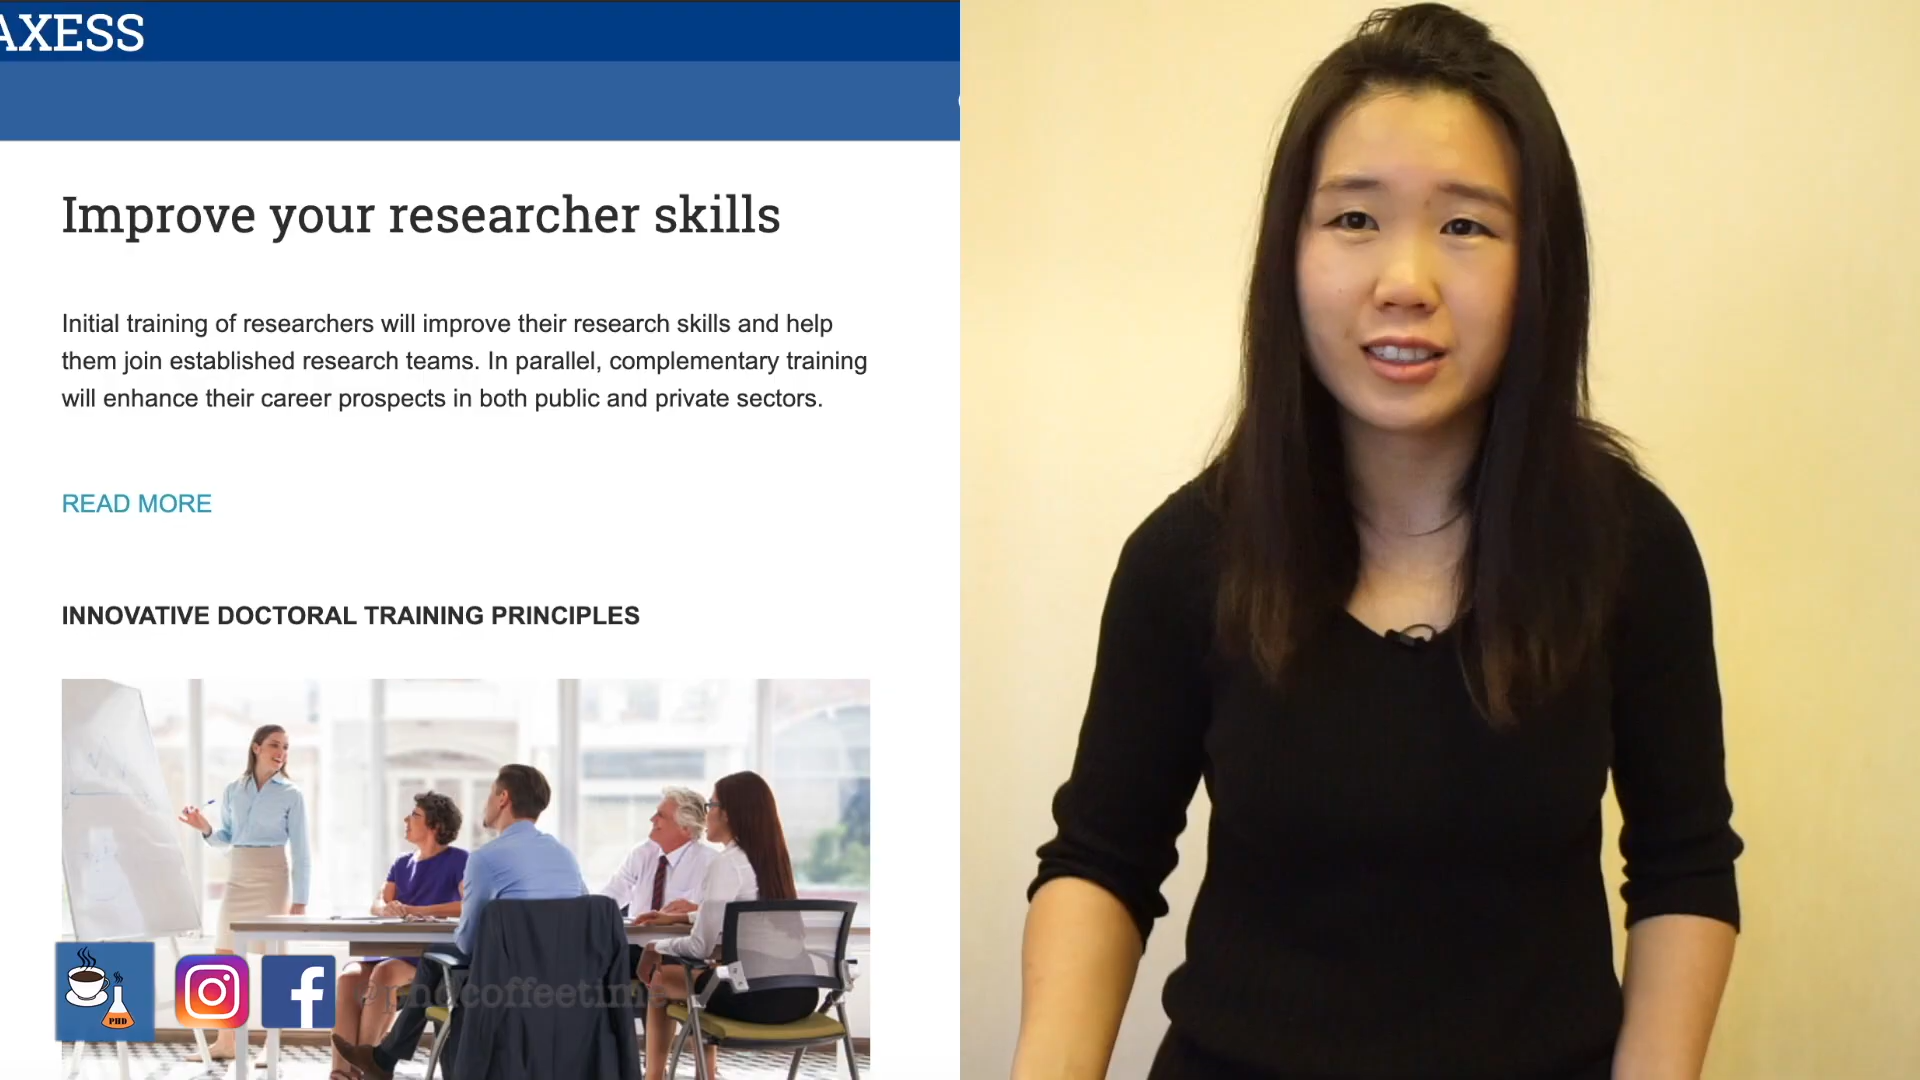 AXESS
Improve your researcher skills
Initial training of researchers will improve their research skills and help
them join established research teams. In parallel, complementary training
will enhance their career prospects in both public and private sectors.
READ MORE
INNOVATIVE DOCTORAL TRAINING PRINCIPLES
PHD
@phdcoffeetime